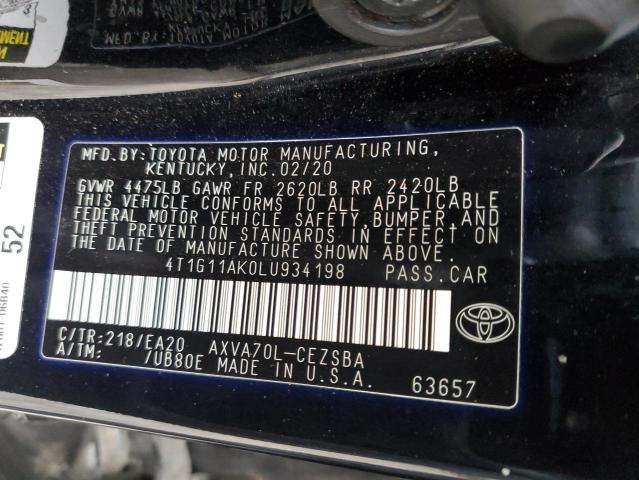 MFD. BY: TOYOTA MOTOR MANUFACTURING,
KENTUCKY, INC. 02/20
GVWR 4475LB GAWR FR 2620LB RR 2420LB
THIS VEHICLE CONFORMS TO ALL APPLICABLE
FEDERAL MOTOR VEHICLE SAFETY, BUMPER, AND
THEFT PREVENTION STANDARDS IN EFFECT ON
THE DATE OF MANUFACTURE SHOWN ABOVE.
4T1G11AK0LU934198 PASS. CAR
C/TR: 218/EA20 AXVA70L-CEZSBA
A/TM: /UB80E MADE IN U.S.A.
63657
52
06B40